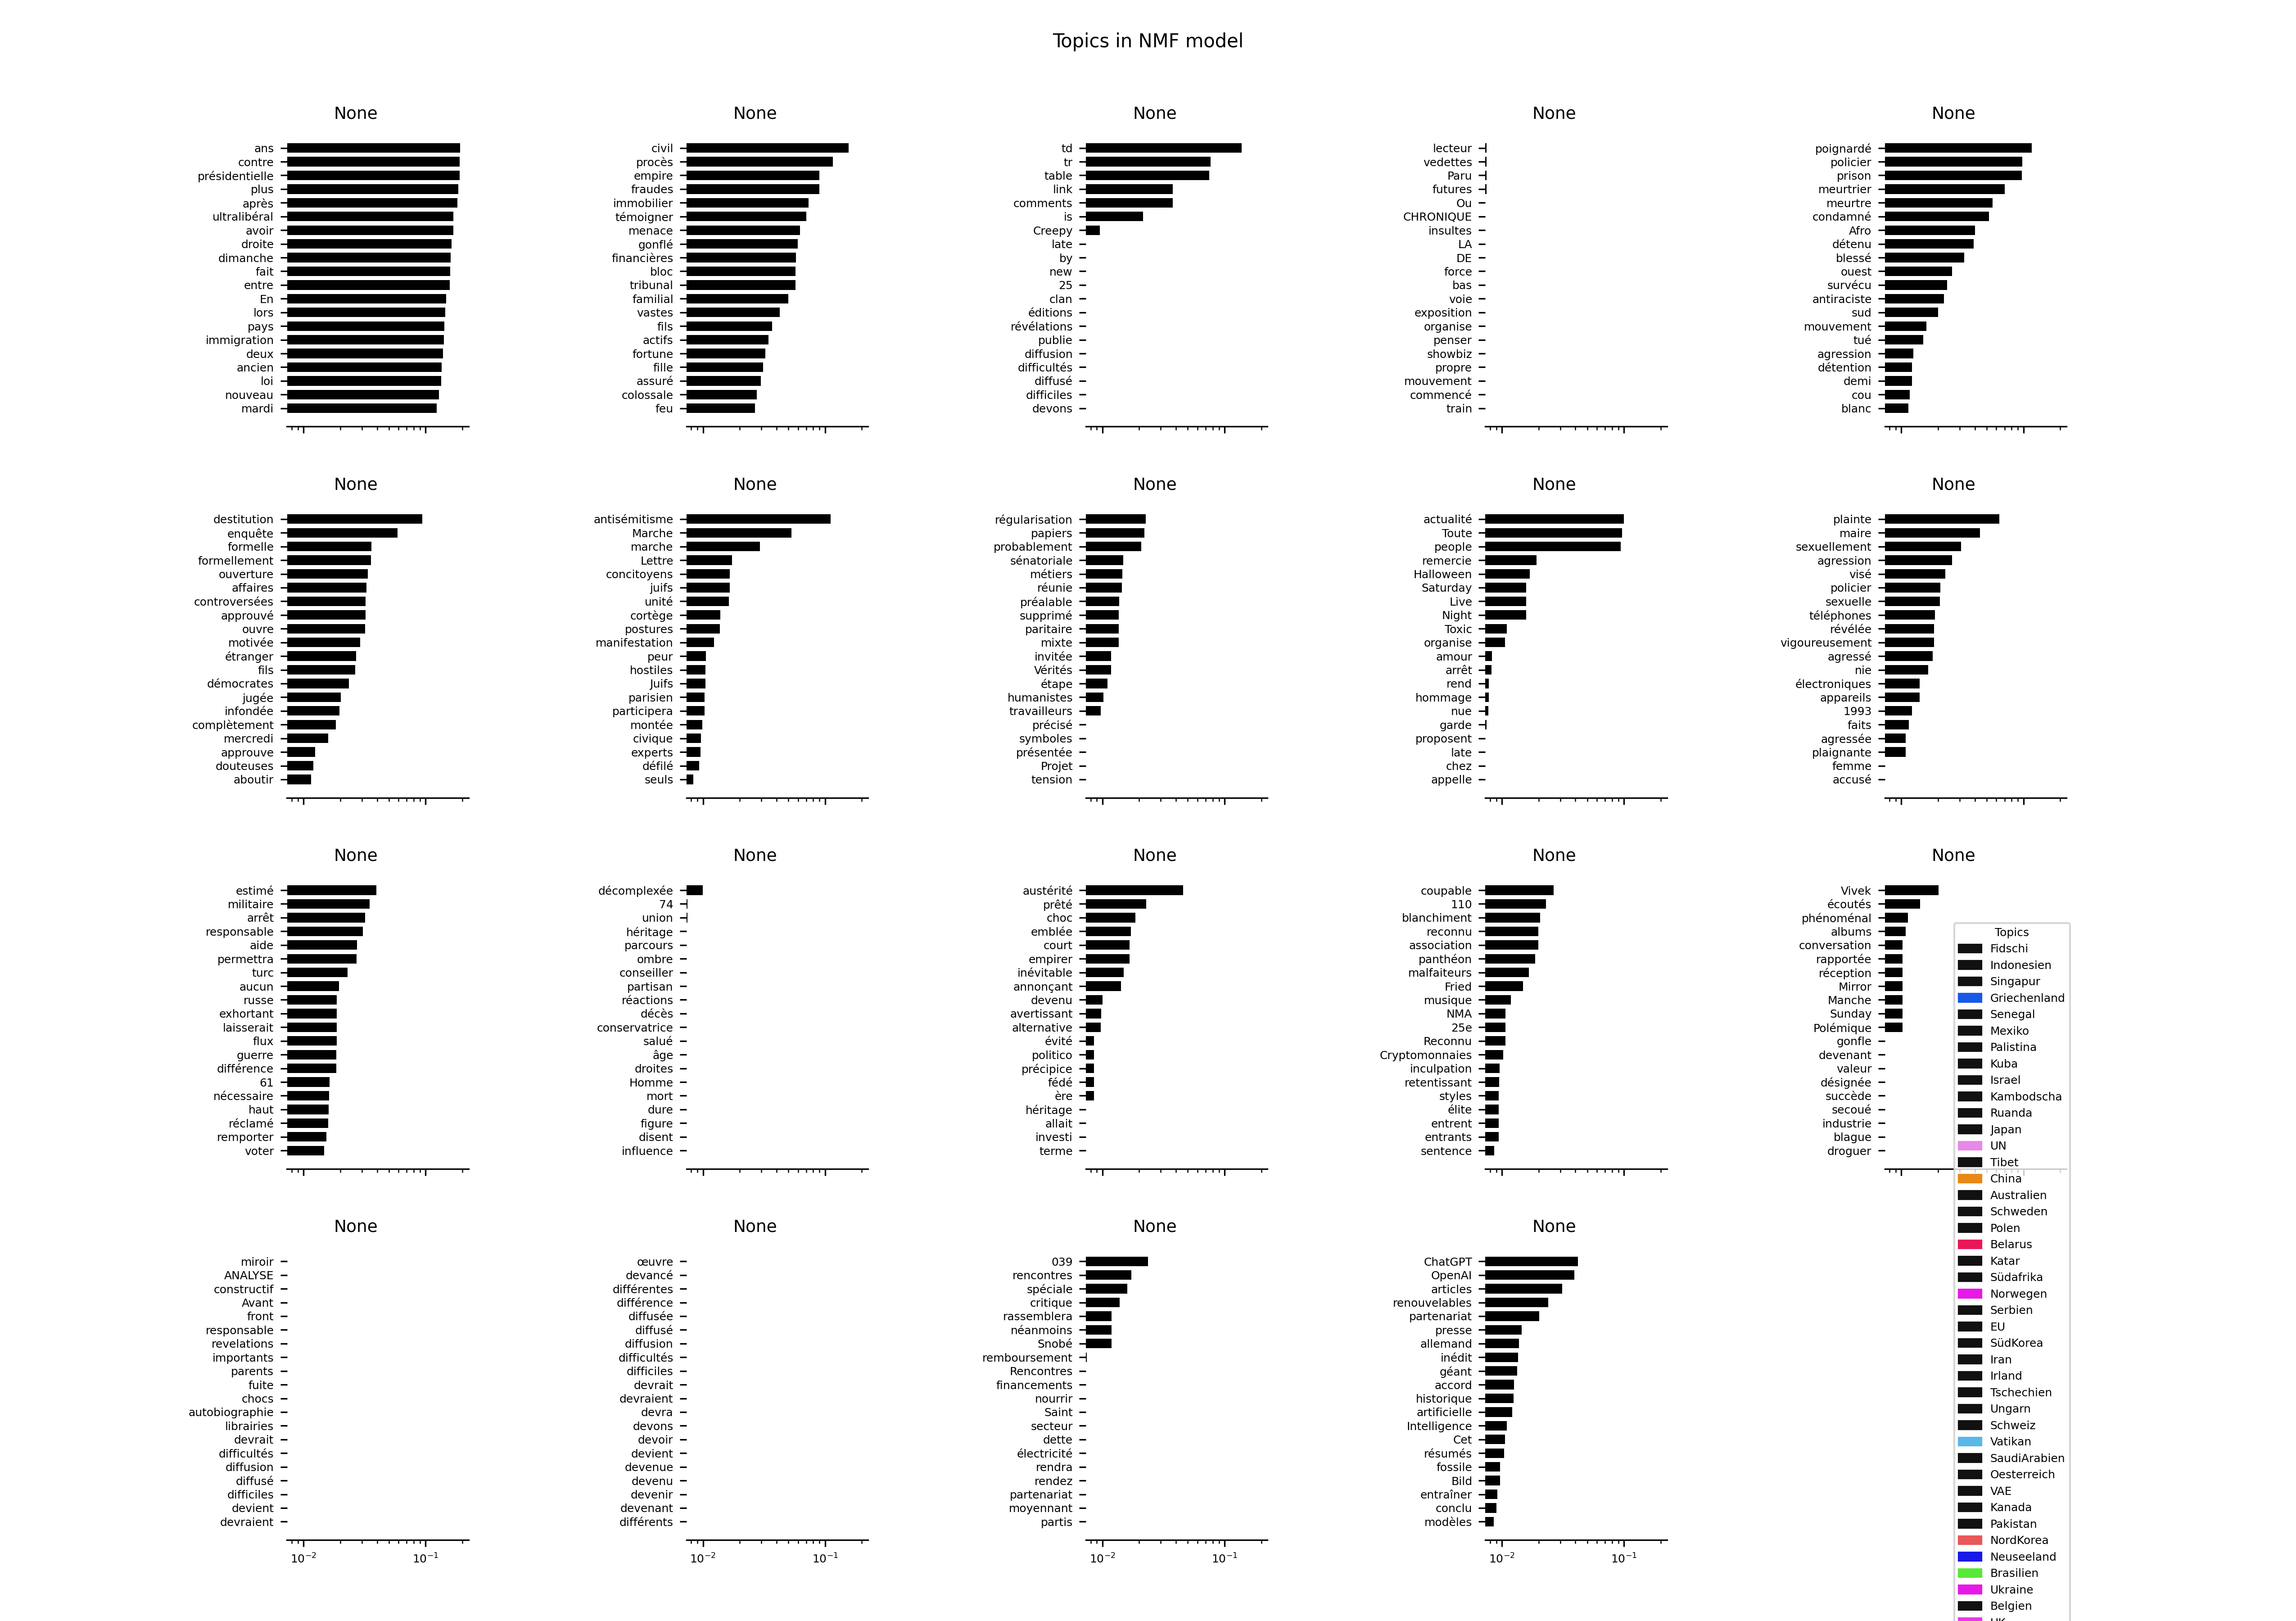 Topics in NMF model
None
ans
contre
présidentielle
plus
après
ultralibéral
avoir
droite
dimanche
fait
entre
En
lors
pays
immigration
deux
ancien
loi
nouveau
mardi
None
civil
procès
empire
fraudes
immobilier
témoigner
menace
gonflé
financières
bloc
tribunal
familial
vastes
fils
actifs
fortune
fille
assuré
colossale
feu
None
td
tr
table
link
comments
is
Creepy
late
by
new
25
clan
éditions
révélations
publie
diffusion
difficultés
diffusé
difficiles
devons
None
lecteur
vedettes
Paru
futures
Ou
CHRONIQUE
insultes
LA
DE
force
bas
voie
exposition
organise
penser
showbiz
propre
mouvement
commencé
train
None
poignardé
policier
prison
meurtrier
meurtre
condamné
Afro
détenu
blessé
ouest
survécu
antiraciste
sud
mouvement
tué
agression
détention
demi
cou
blanc
None
destitution
enquête
formelle
formellement
ouverture
affaires
controversées
approuvé
ouvre
motivée
étranger
fils
démocrates
jugée
infondée
complètement
mercredi
approuve
douteuses
aboutir
None
antisémitisme
Marche
marche
Lettre
concitoyens
juifs
unité
cortège
postures
manifestation
peur
hostiles
Juifs
parisien
participera
montée
civique
experts
défilé
seuls
None
régularisation
papiers
probablement
sénatoriale
métiers
réunie
préalable
supprimé
paritaire
mixte
invitée
Vérités
étape
humanistes
travailleurs
précisé
symboles
présentée
Projet
tension
None
actualité
Toute
people
remercie
Halloween
Saturday
Live
Night
Toxic
organise
amour
arrêt
rend
hommage
nue
garde
proposent
late
chez
appelle
None
plainte
maire
sexuellement
agression
visé
policier
sexuelle
téléphones
révélée
vigoureusement
agressé
nie
électroniques
appareils
1993
faits
agressée
plaignante
femme
accusé
None
estimé
militaire
arrêt
responsable
aide
permettra
turc
aucun
russe
exhortant
laisserait
flux
guerre
différence
61
nécessaire
haut
réclamé
remporter
voter
None
décomplexée
74
union
héritage
parcours
ombre
conseiller
partisan
réactions
décès
conservatrice
salué
âge
droites
Homme
mort
dure
figure
disent
influence
None
austérité
prêté
choc
emblée
court
empirer
inévitable
annonçant
devenu
avertissant
alternative
évité
politico
précipice
fédé
ère
héritage
allait
investi
terme
None
coupable
110
blanchiment
reconnu
association
panthéon
malfaiteurs
Fried
musique
NMA
25e
Reconnu
Cryptomonnaies
inculpation
retentissant
styles
élite
entrent
entrants
sentence
None
Vivek
écoutés
phénoménal
albums
conversation
rapportée
réception
Mirror
Manche
Sunday
Polémique
gonfle
devenant
valeur
désignée
succède
secoué
industrie
blague
droguer
None
miroir
ANALYSE
constructif
Avant
front
responsable
revelations
importants
parents
fuite
chocs
autobiographie
librairies
devrait
difficultés
diffusion
diffusé
difficiles
devient
devraient
10⁻² 10⁻¹
None
œuvre
devancé
différentes
différence
diffusée
diffusé
diffusion
difficultés
difficiles
devrait
devraient
devra
devons
devoir
devient
devenue
devenu
devenir
devenant
différents
10⁻² 10⁻¹
None
039
rencontres
spéciale
critique
rassemblera
néanmoins
Snobé
remboursement
Rencontres
financements
nourrir
Saint
secteur
dette
électricité
rendra
rendez
partenariat
moyennant
partis
10⁻² 10⁻¹
None
ChatGPT
OpenAI
articles
renouvelables
partenariat
presse
allemand
inédit
géant
accord
historique
artificielle
Intelligence
Cet
résumés
fossile
Bild
entraîner
conclu
modèles
10⁻² 10⁻¹
Topics
Fidschi
Indonesien
Singapur
Griechenland
Senegal
Mexiko
Palistina
Kuba
Israel
Kambodscha
Ruanda
Japan
UN
Tibet
China
Australien
Schweden
Polen
Belarus
Katar
Südafrika
Norwegen
Serbien
EU
SüdKorea
Iran
Irland
Tschechien
Ungarn
Schweiz
Vatikan
SaudiArabien
Oesterreich
VAE
Kanada
Pakistan
NordKorea
Neuseeland
Brasilien
Ukraine
Belgien